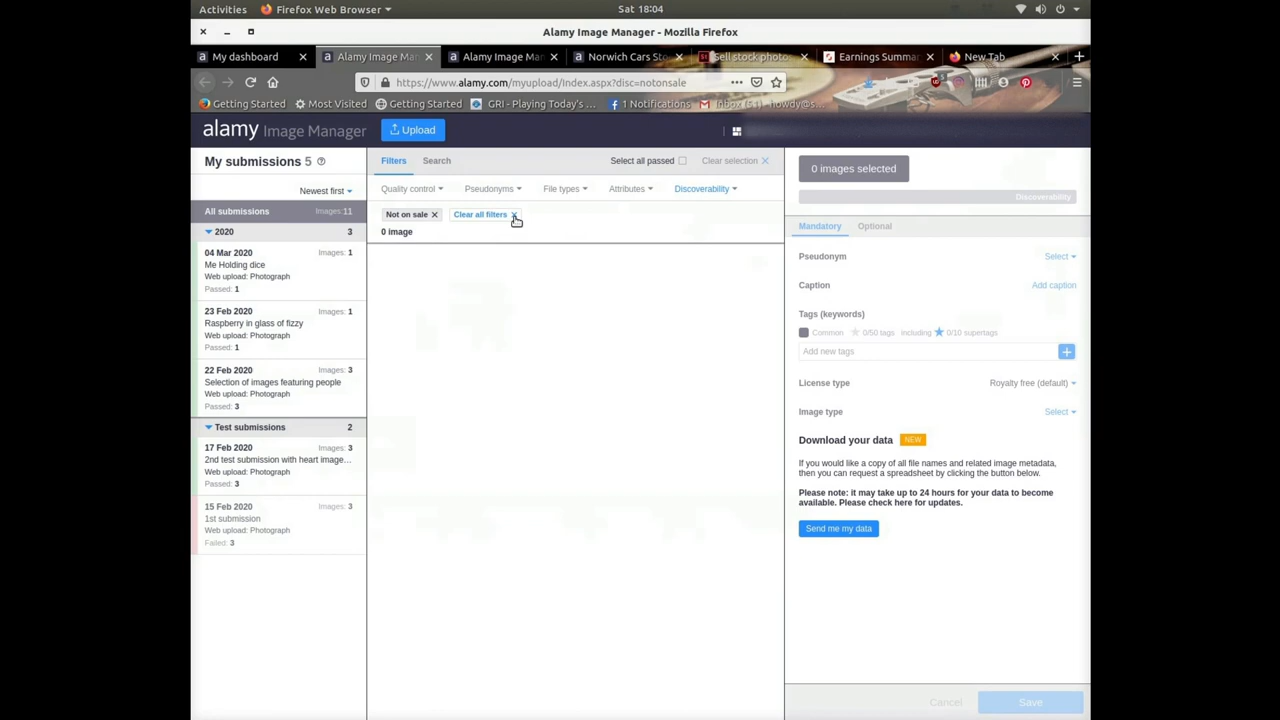 Activities
Firefox Web Browser
Sat 18:04
Alamy Image Manager - Mozilla Firefox
My dashboard
Alamy Image Man
Alamy Image Man
Norwich Cars Sto
Sell stock photos
Earnings Summar
New Tab
https://www.alamy.com/myupload/Index.aspx?disc=notonsale
Getting Started
Most Visited
Getting Started
GRI - Playing Today's ...
1 Notifications
alamy Image Manager
Upload
My submissions 5
Newest first
All submissions Images:11
2020 3
04 Mar 2020 Images: 1
Me Holding dice
Web upload: Photograph
Passed: 1
23 Feb 2020 Images: 1
Raspberry in glass of fizzy
Web upload: Photograph
Passed: 1
22 Feb 2020 Images: 3
Selection of images featuring people
Web upload: Photograph
Passed: 3
Test submissions 2
17 Feb 2020 Images: 3
2nd test submission with heart image...
Web upload: Photograph
Passed: 3
15 Feb 2020 Images: 3
1st submission
Web upload: Photograph
Failed: 3
Filters
Search
Select all passed
Clear selection
Quality control
Pseudonyms
File types
Attributes
Discoverability
Not on sale
Clear all filters
0 image
0 images selected
Discoverability
Mandatory
Optional
Pseudonym Select
Caption Add caption
Tags (keywords)
Common 0/50 tags including 0/10 supertags
Add new tags
License type Royalty free (default)
Image type Select
Download your data NEW
If you would like a copy of all file names and related image metadata,
then you can request a spreadsheet by clicking the button below.
Please note: it may take up to 24 hours for your data to become
available. Please check here for updates.
Send me my data
Cancel
Save